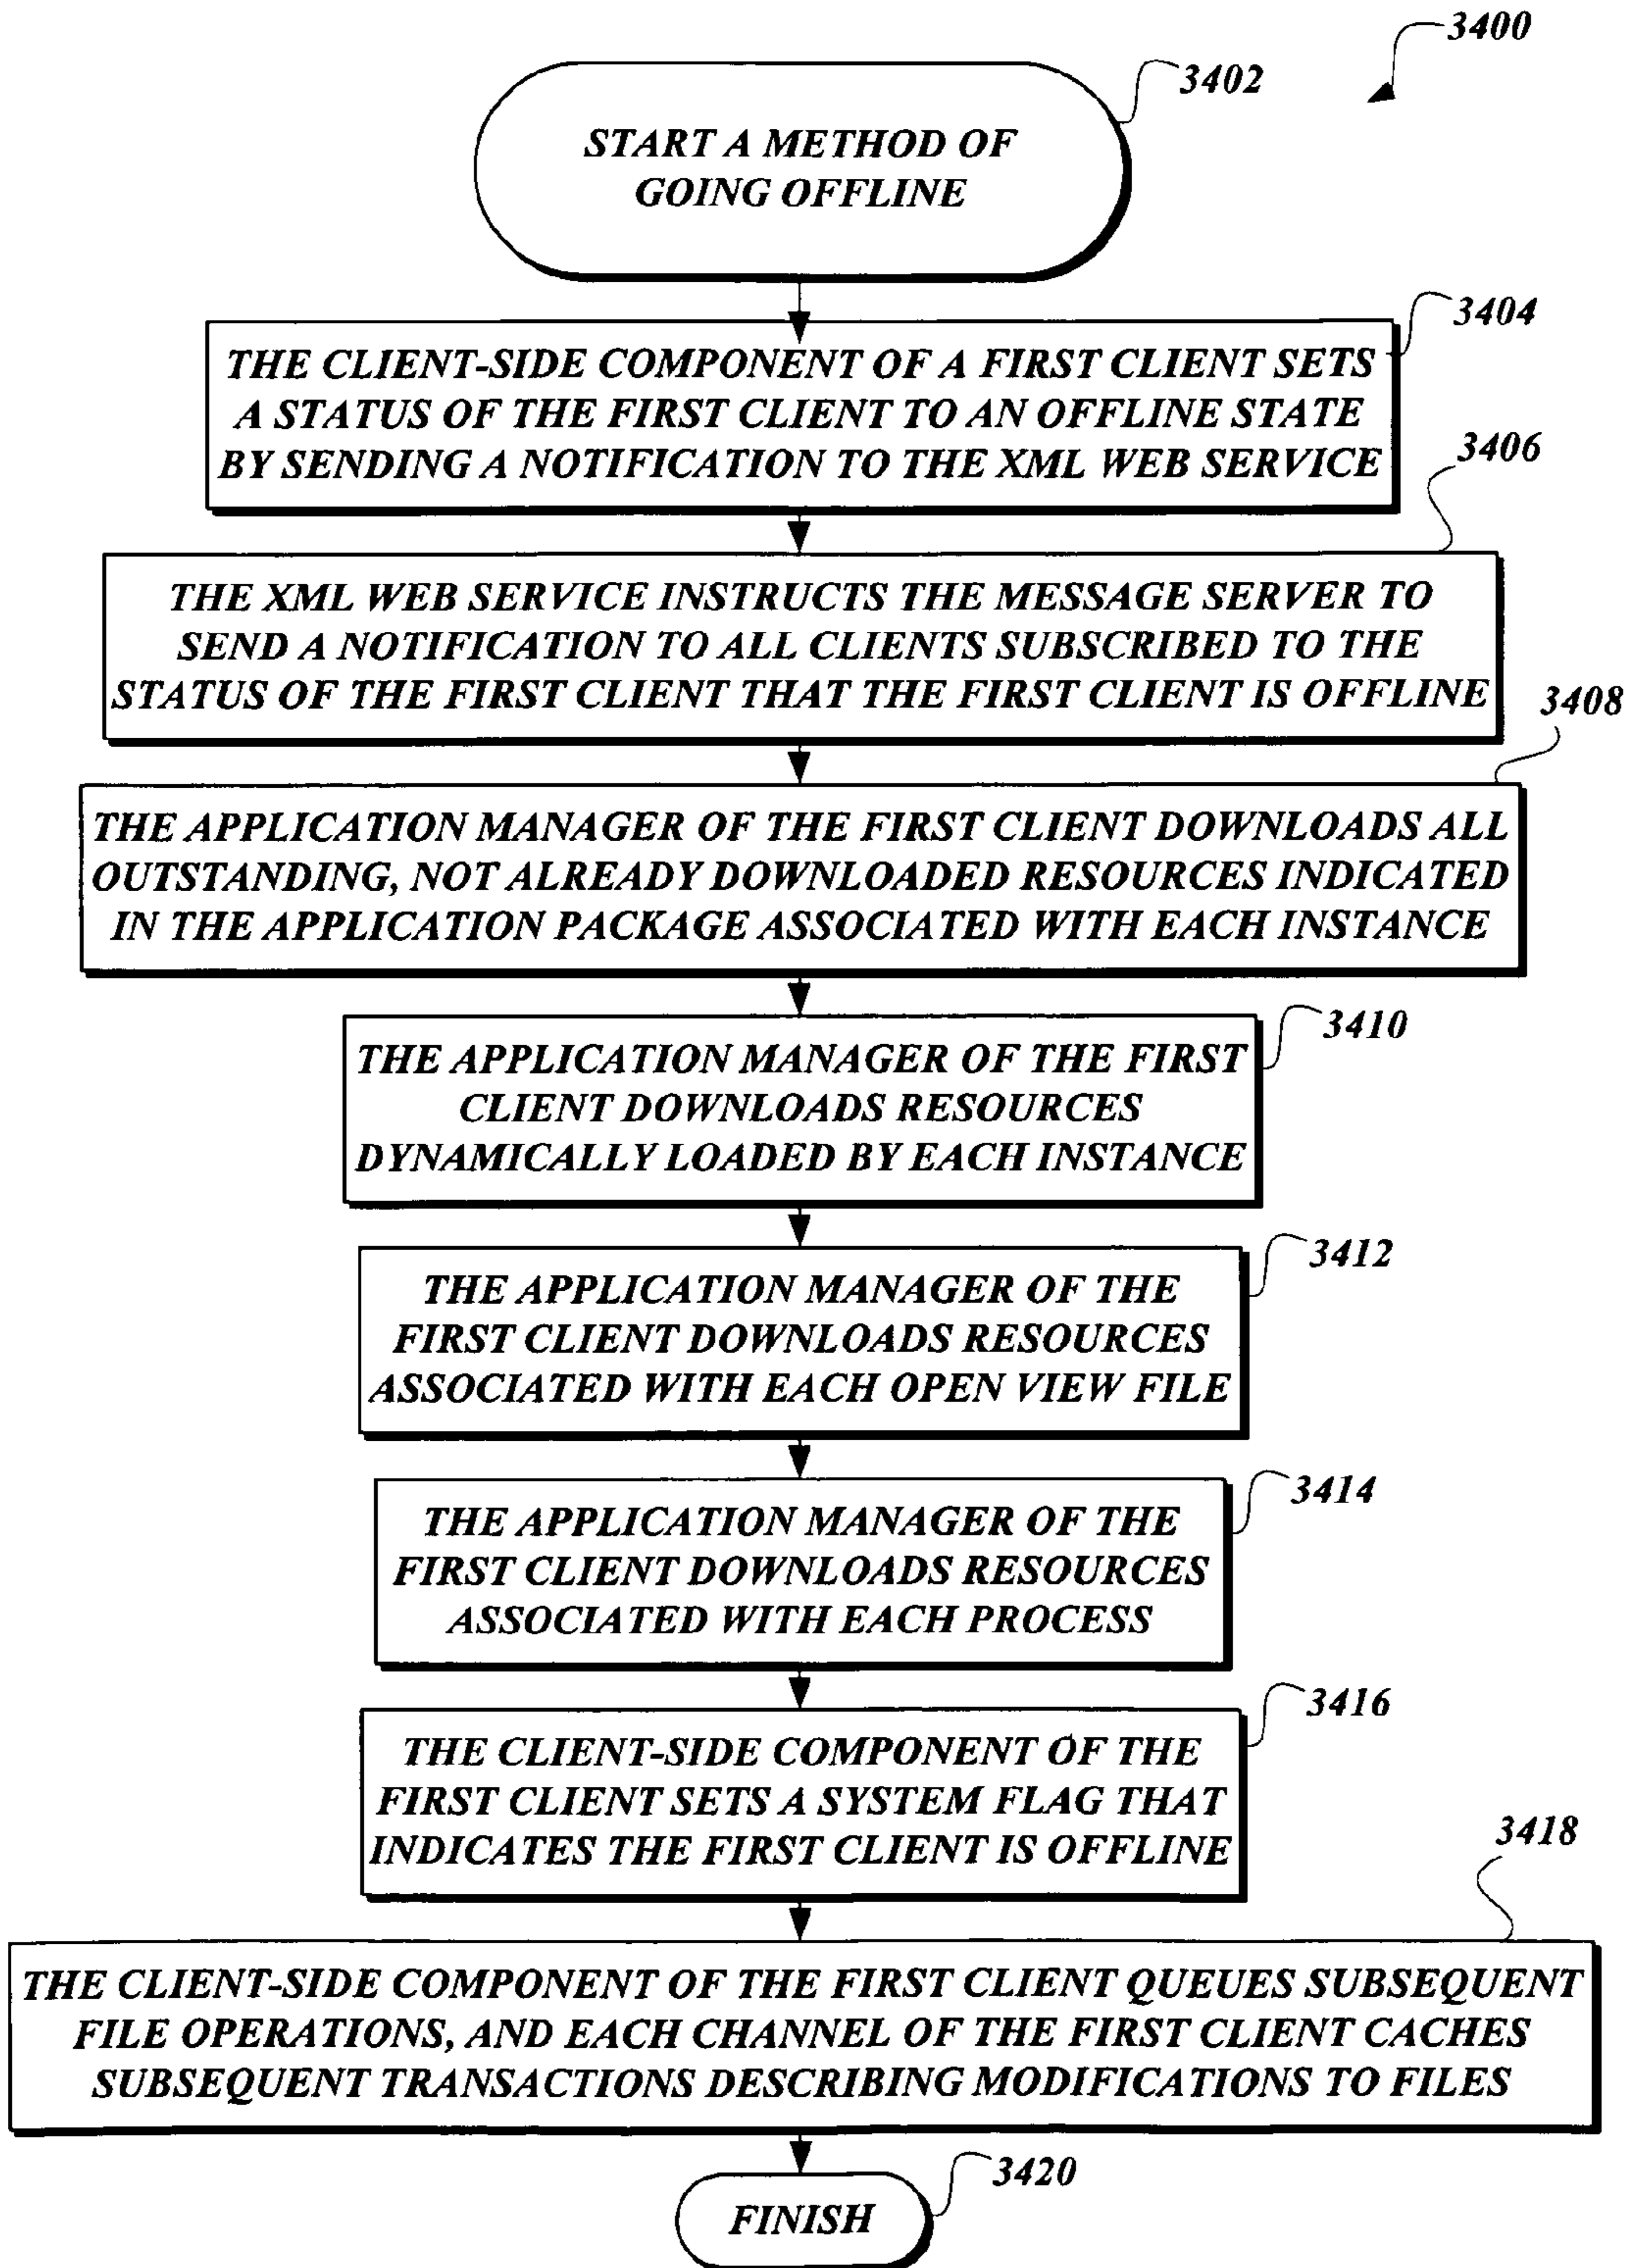 3400
3402
START A METHOD OF
GOING OFFLINE
3404
THE CLIENT-SIDE COMPONENT OF A FIRST CLIENT SETS
A STATUS OF THE FIRST CLIENT TO AN OFFLINE STATE
BY SENDING A NOTIFICATION TO THE XML WEB SERVICE
3406
THE XML WEB SERVICE INSTRUCTS THE MESSAGE SERVER TO
SEND A NOTIFICATION TO ALL CLIENTS SUBSCRIBED TO THE
STATUS OF THE FIRST CLIENT THAT THE FIRST CLIENT IS OFFLINE
3408
THE APPLICATION MANAGER OF THE FIRST CLIENT DOWNLOADS ALL
OUTSTANDING, NOT ALREADY DOWNLOADED RESOURCES INDICATED
IN THE APPLICATION PACKAGE ASSOCIATED WITH EACH INSTANCE
3410
THE APPLICATION MANAGER OF THE FIRST
CLIENT DOWNLOADS RESOURCES
DYNAMICALLY LOADED BY EACH INSTANCE
3412
THE APPLICATION MANAGER OF THE
FIRST CLIENT DOWNLOADS RESOURCES
ASSOCIATED WITH EACH OPEN VIEW FILE
3414
THE APPLICATION MANAGER OF THE
FIRST CLIENT DOWNLOADS RESOURCES
ASSOCIATED WITH EACH PROCESS
3416
THE CLIENT-SIDE COMPONENT OF THE
FIRST CLIENT SETS A SYSTEM FLAG THAT
INDICATES THE FIRST CLIENT IS OFFLINE
3418
THE CLIENT-SIDE COMPONENT OF THE FIRST CLIENT QUEUES SUBSEQUENT
FILE OPERATIONS, AND EACH CHANNEL OF THE FIRST CLIENT CACHES
SUBSEQUENT TRANSACTIONS DESCRIBING MODIFICATIONS TO FILES
3420
FINISH